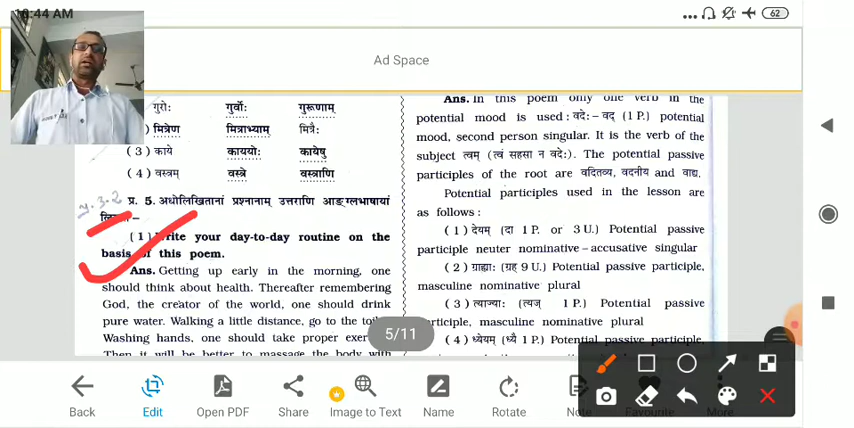 10:44 AM
62
Ad Space
गुरोः गुर्वोः गुरूणाम्
) मित्रेण मित्राभ्याम् मित्रैः
(3) काये काययोः कायेषु
(4) वस्त्रम् वस्त्रे वस्त्राणि
प्र. 5. अधोलिखितानां प्रश्नानाम् उत्तराणि आङ्ग्लभाषायां
(1) Write your day-to-day routine on the
basis of this poem.
Ans. Getting up early in the morning, one
should think about health. Thereafter remembering
God, the creator of the world, one should drink
pure water. Walking a little distance, go to the
Washing hands, one should take proper
Then it will be better to massage the body with
Ans. In this poem only one verb in the
potential mood is used : वदेः – वद् (1 P.) potential
mood, second person singular. It is the verb of the
subject त्वम् (त्वं सहसा न वदेः). The potential passive
participles of the root are वदितव्य, वदनीय and वाद्य.
Potential participles used in the lesson are
as follows :
(1) देयम् (दा 1 P. or 3 U.) Potential passive
participle neuter nominative – accusative singular
(2) ग्राह्याः (ग्रह् 9 U.) Potential passive participle,
masculine nominative plural
(3) त्याज्याः (त्यज् 1 P.) Potential passive
participle, masculine nominative plural
(4) ध्येयम् (ध्यै 1 P.) Potential passive participle,
5/11
Back
Edit
Open PDF
Share
Image to Text
Name
Rotate
Note
Favourite
More